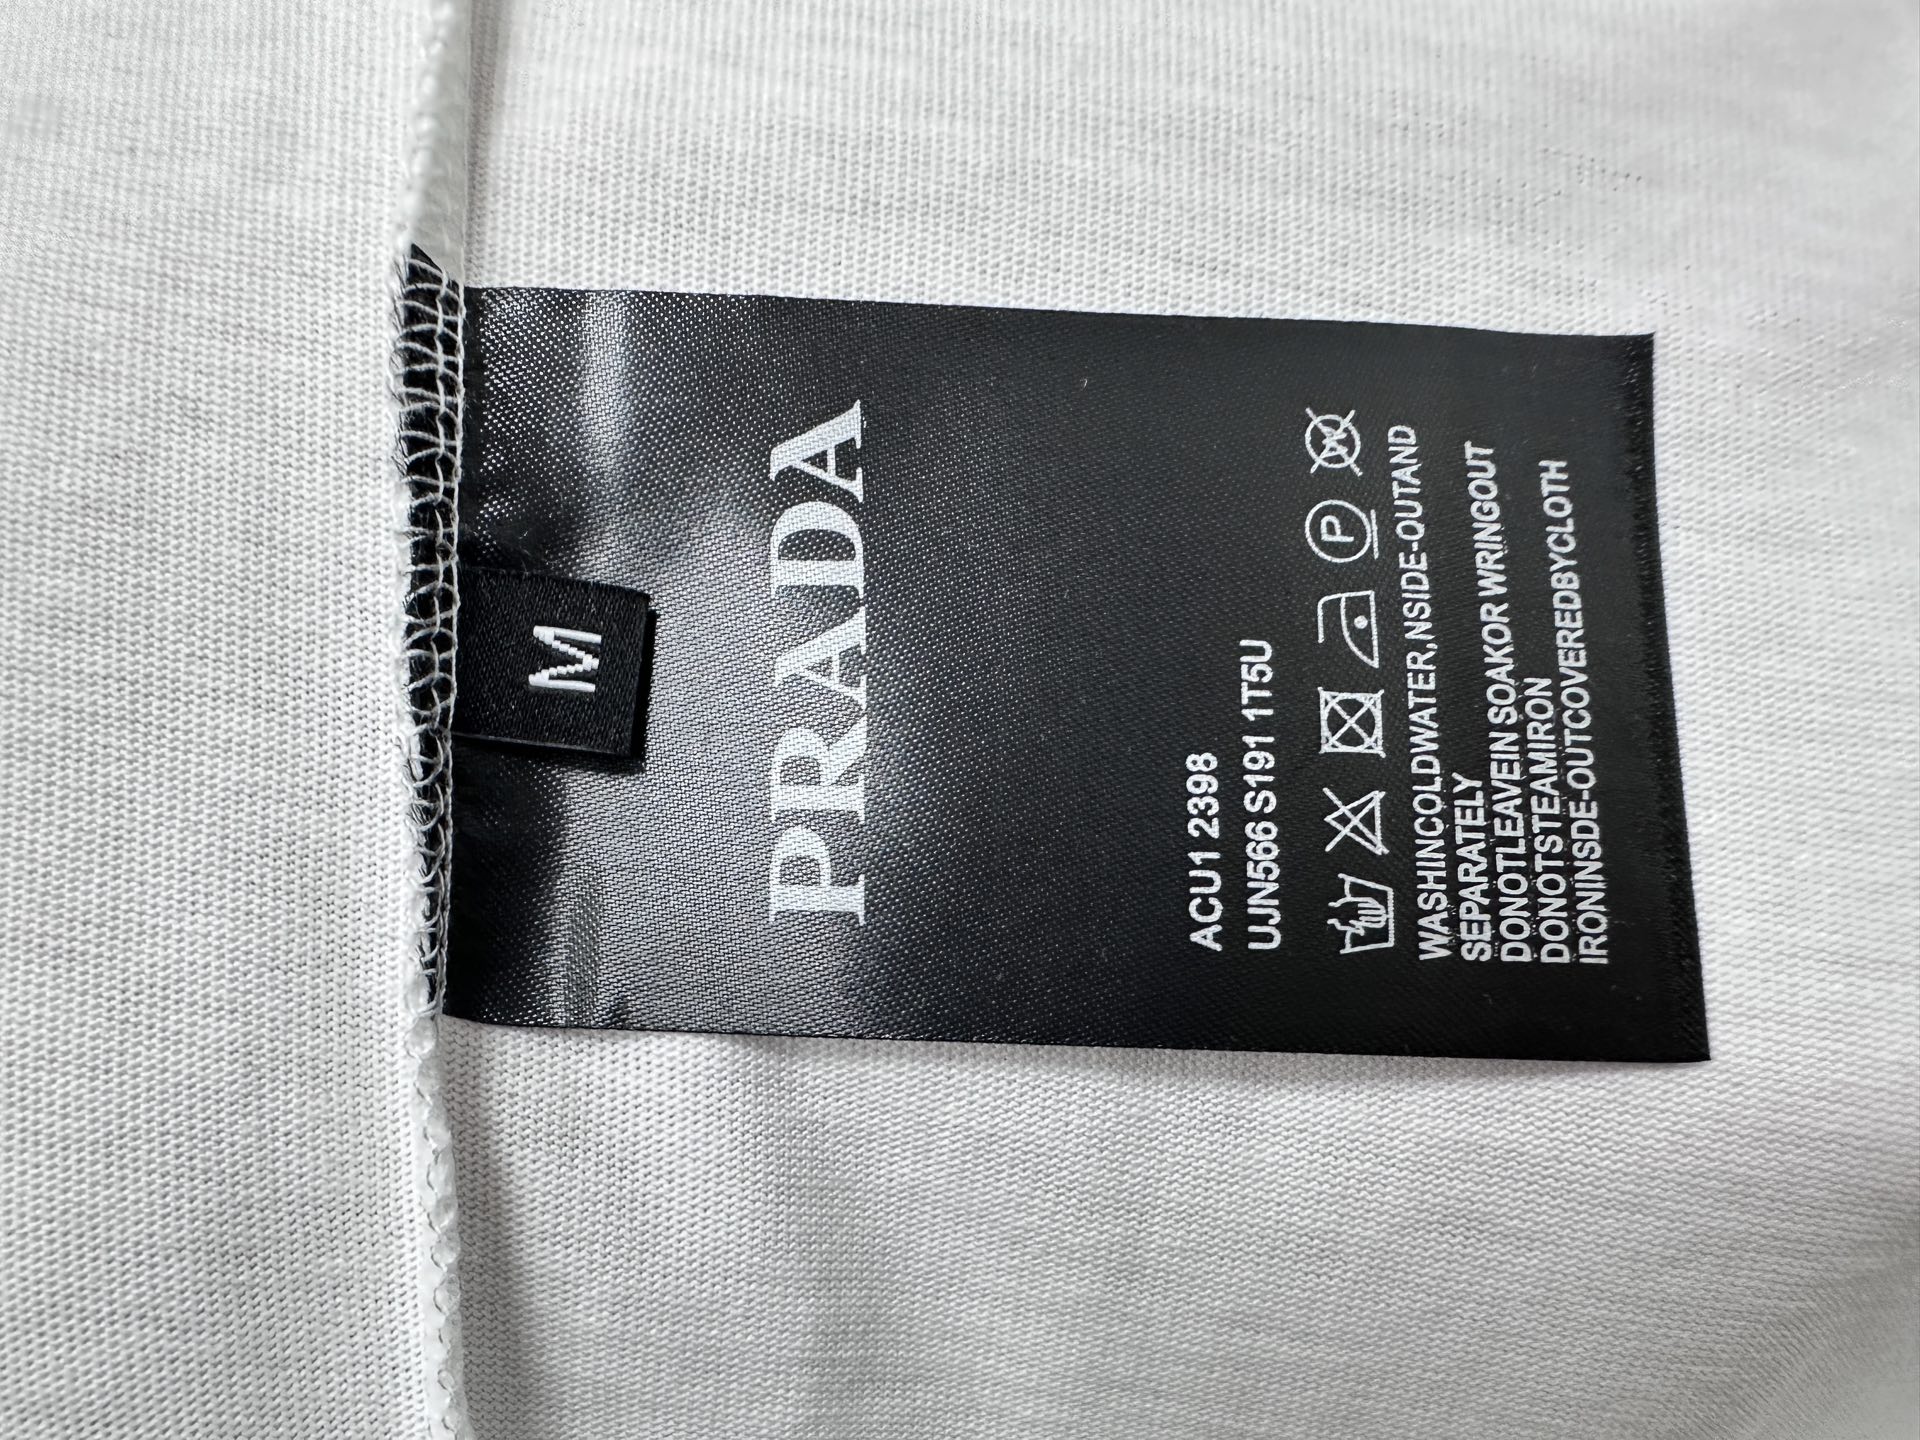 M
PRADA
ACU1 2398
UJN566 S191 1T5U
P
WASHINCOLDWATER,NSIDE-OUTAND
SEPARATELY
DONOTLEAVEIN SOAKOR WRINGOUT
DONOTSTEAMIRON
IRONINSDE-OUTCOVEREDBYCLOTH